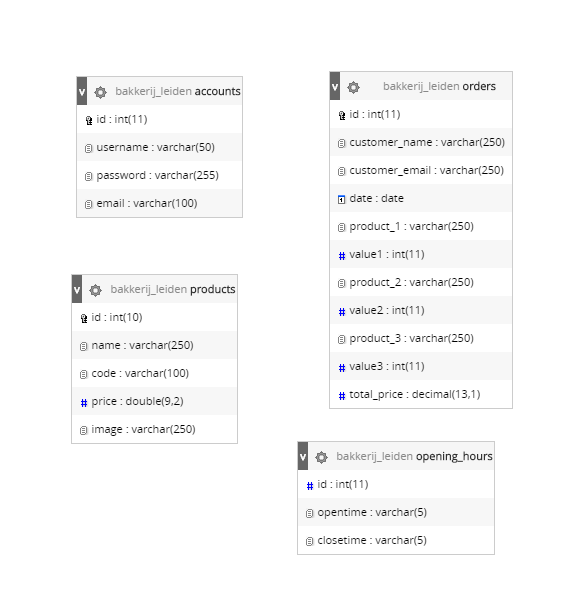 v bakkerij_leiden accounts
id : int(11)
username : varchar(50)
password : varchar(255)
email : varchar(100)
v bakkerij_leiden orders
id : int(11)
customer_name : varchar(250)
customer_email : varchar(250)
date : date
product_1 : varchar(250)
# value1 : int(11)
product_2 : varchar(250)
# value2 : int(11)
product_3 : varchar(250)
# value3 : int(11)
# total_price : decimal(13,1)
v bakkerij_leiden products
id : int(10)
name : varchar(250)
code : varchar(100)
# price : double(9,2)
image : varchar(250)
v bakkerij_leiden opening_hours
# id : int(11)
opentime : varchar(5)
closetime : varchar(5)